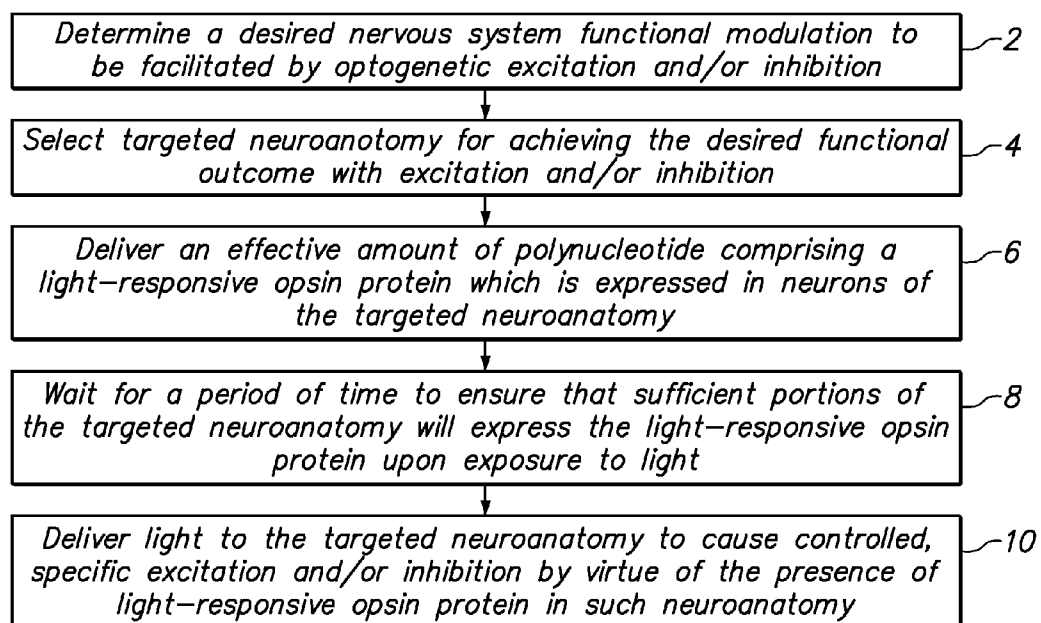 Determine a desired nervous system functional modulation to
be facilitated by optogenetic excitation and/or inhibition
2
Select targeted neuroanotomy for achieving the desired functional
outcome with excitation and/or inhibition
4
Deliver an effective amount of polynucleotide comprising a
light-responsive opsin protein which is expressed in neurons of
the targeted neuroanatomy
6
Wait for a period of time to ensure that sufficient portions of
the targeted neuroanatomy will express the light-responsive opsin
protein upon exposure to light
8
Deliver light to the targeted neuroanatomy to cause controlled,
specific excitation and/or inhibition by virtue of the presence of
light-responsive opsin protein in such neuroanatomy
10